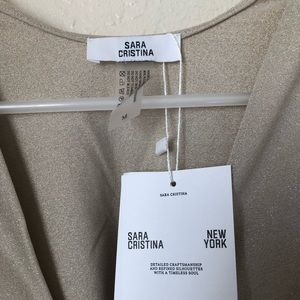 SARA
CRISTINA
M
SARA CRISTINA
SARA
CRISTINA
NEW
YORK
DETAILED CRAFTSMANSHIP
AND REFINED SILHOUETTES
WITH A TIMELESS SOUL